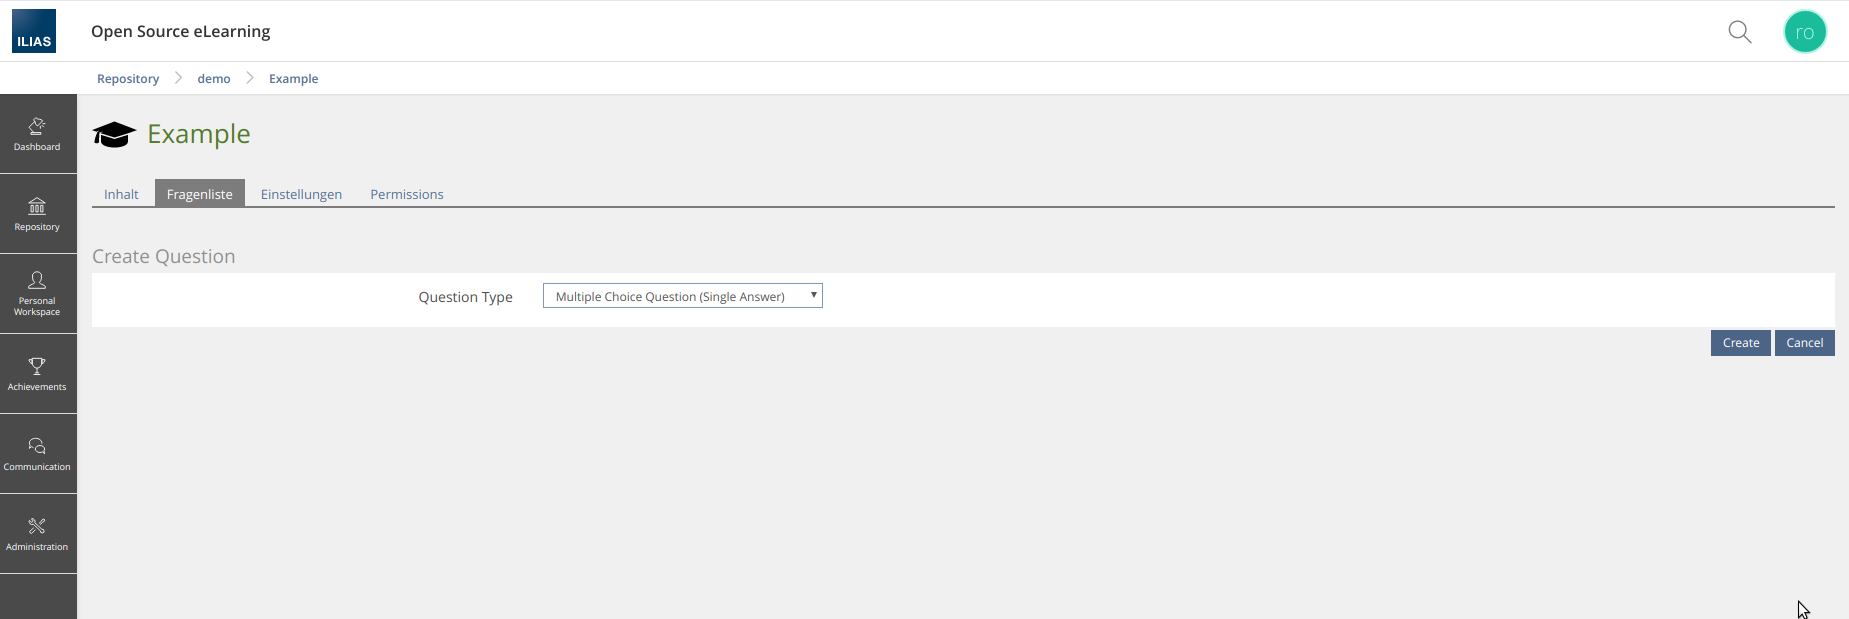 ILIAS
Open Source eLearning
ro
Repository demo Example
Dashboard
Repository
Personal
Workspace
Achievements
Communication
Administration
Example
Inhalt Fragenliste Einstellungen Permissions
Create Question
Question Type Multiple Choice Question (Single Answer)
Create Cancel